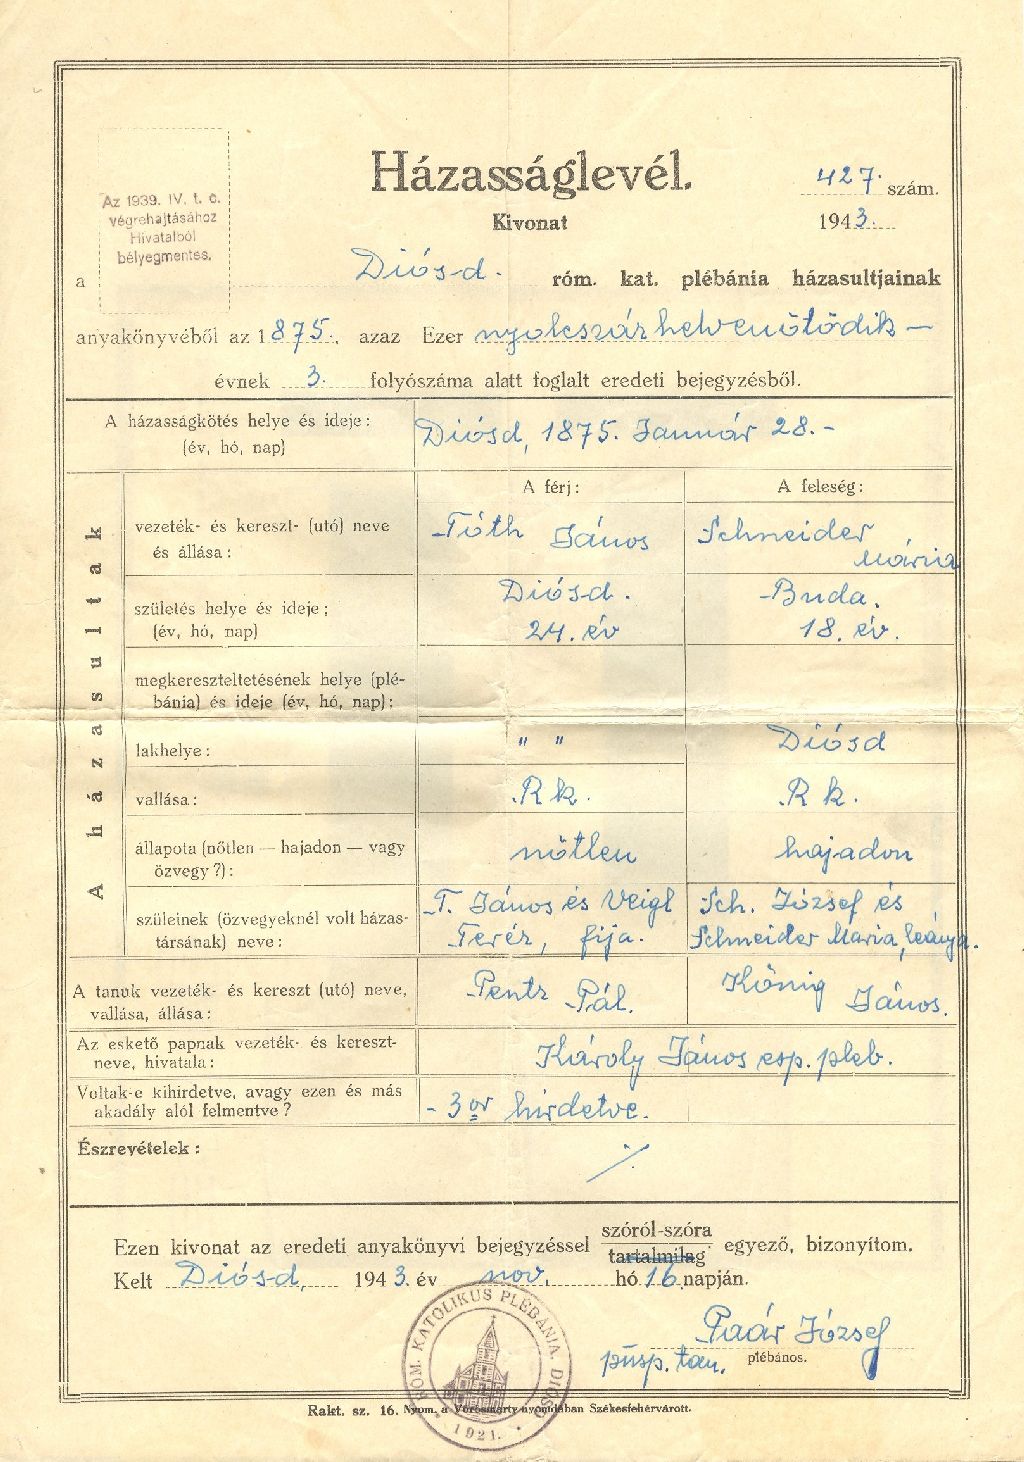 Házasságlevél.
427. szám.
Kivonat
1943.
Az 1939. IV. t. c.
végrehajtásához
Hivatalból
bélyegmentes.
a Diósd. róm. kat. plébánia házasultjainak
anyakönyvéből az 1875. azaz Ezer nyolcszázhetvenötödik —
évnek 3. folyószáma alatt foglalt eredeti bejegyzésből.
A házasságkötés helye és ideje: Diósd, 1875. Január 28.-
(év, hó, nap)
A házasultak
A férj: A feleség:
vezeték- és kereszt- (utó) neve és állása: Tóth János Schneider Mária
születés helye és ideje; (év, hó, nap) Diósd. 24. év Buda. 18. év.
megkereszteltetésének helye (plé-
bánia) és ideje (év, hó, nap):
lakhelye: " " Diósd
vallása: Rk. Rk.
állapota (nőtlen — hajadon — vagy
özvegy?): nőtlen hajadon
szüleinek (özvegyeknél volt házas- T. János és Veigl Sch. József és
társának) neve: Teréz, fija. Schneider Maria, leánya.
A tanuk vezeték- és kereszt (utó) neve, Pentz Pál. König János.
vallása, állása:
Az eskető papnak vezeték- és kereszt- Károly János esp. pleb.
neve, hivatala:
Voltak-e kihirdetve, avagy ezen és más
akadály alól felmentve? - 3or hirdetve.
Észrevételek: ⁒
szóról-szóra
Ezen kivonat az eredeti anyakönyvi bejegyzéssel tartalmilag egyező, bizonyítom.
Kelt Diósd, 1943. év nov. hó 16 napján.
Paár József
püsp. tan. plébános.
RÓM. KATOLIKUS PLÉBÁNIA. DIÓSD
1921.
Rakt. sz. 16. Nyom. a Vörösmarty-nyomdában Székesfehérvárott.